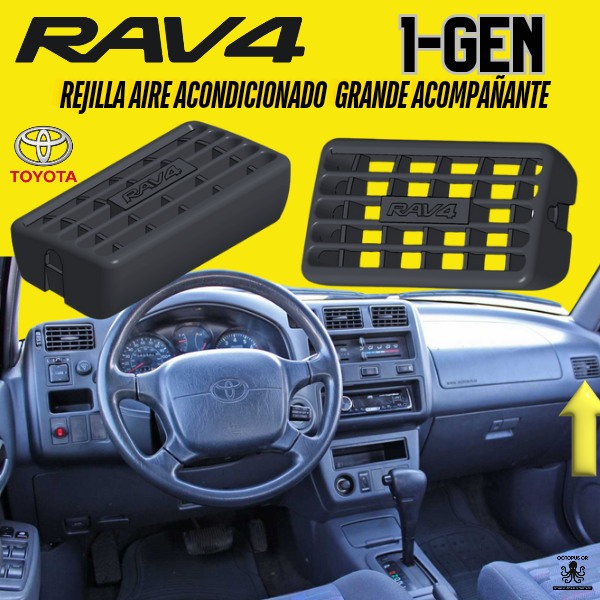 RAV4 1-GEN
REJILLA AIRE ACONDICIONADO GRANDE ACOMPAÑANTE
TOYOTA
RAV4
RAV4
OCTOPUS CR